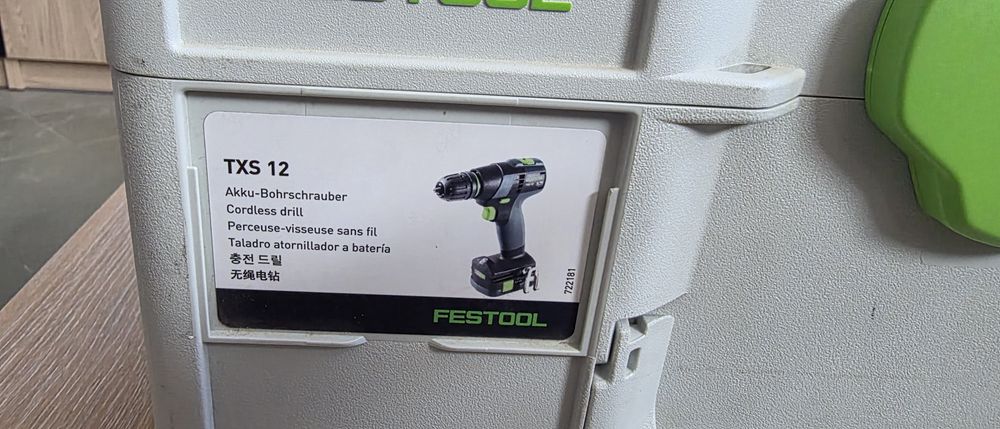 FESTOOL
TXS 12
Akku-Bohrschrauber
Cordless drill
Perceuse-visseuse sans fil
Taladro atornillador a batería
충전 드릴
无绳电钻
722181
FESTOOL